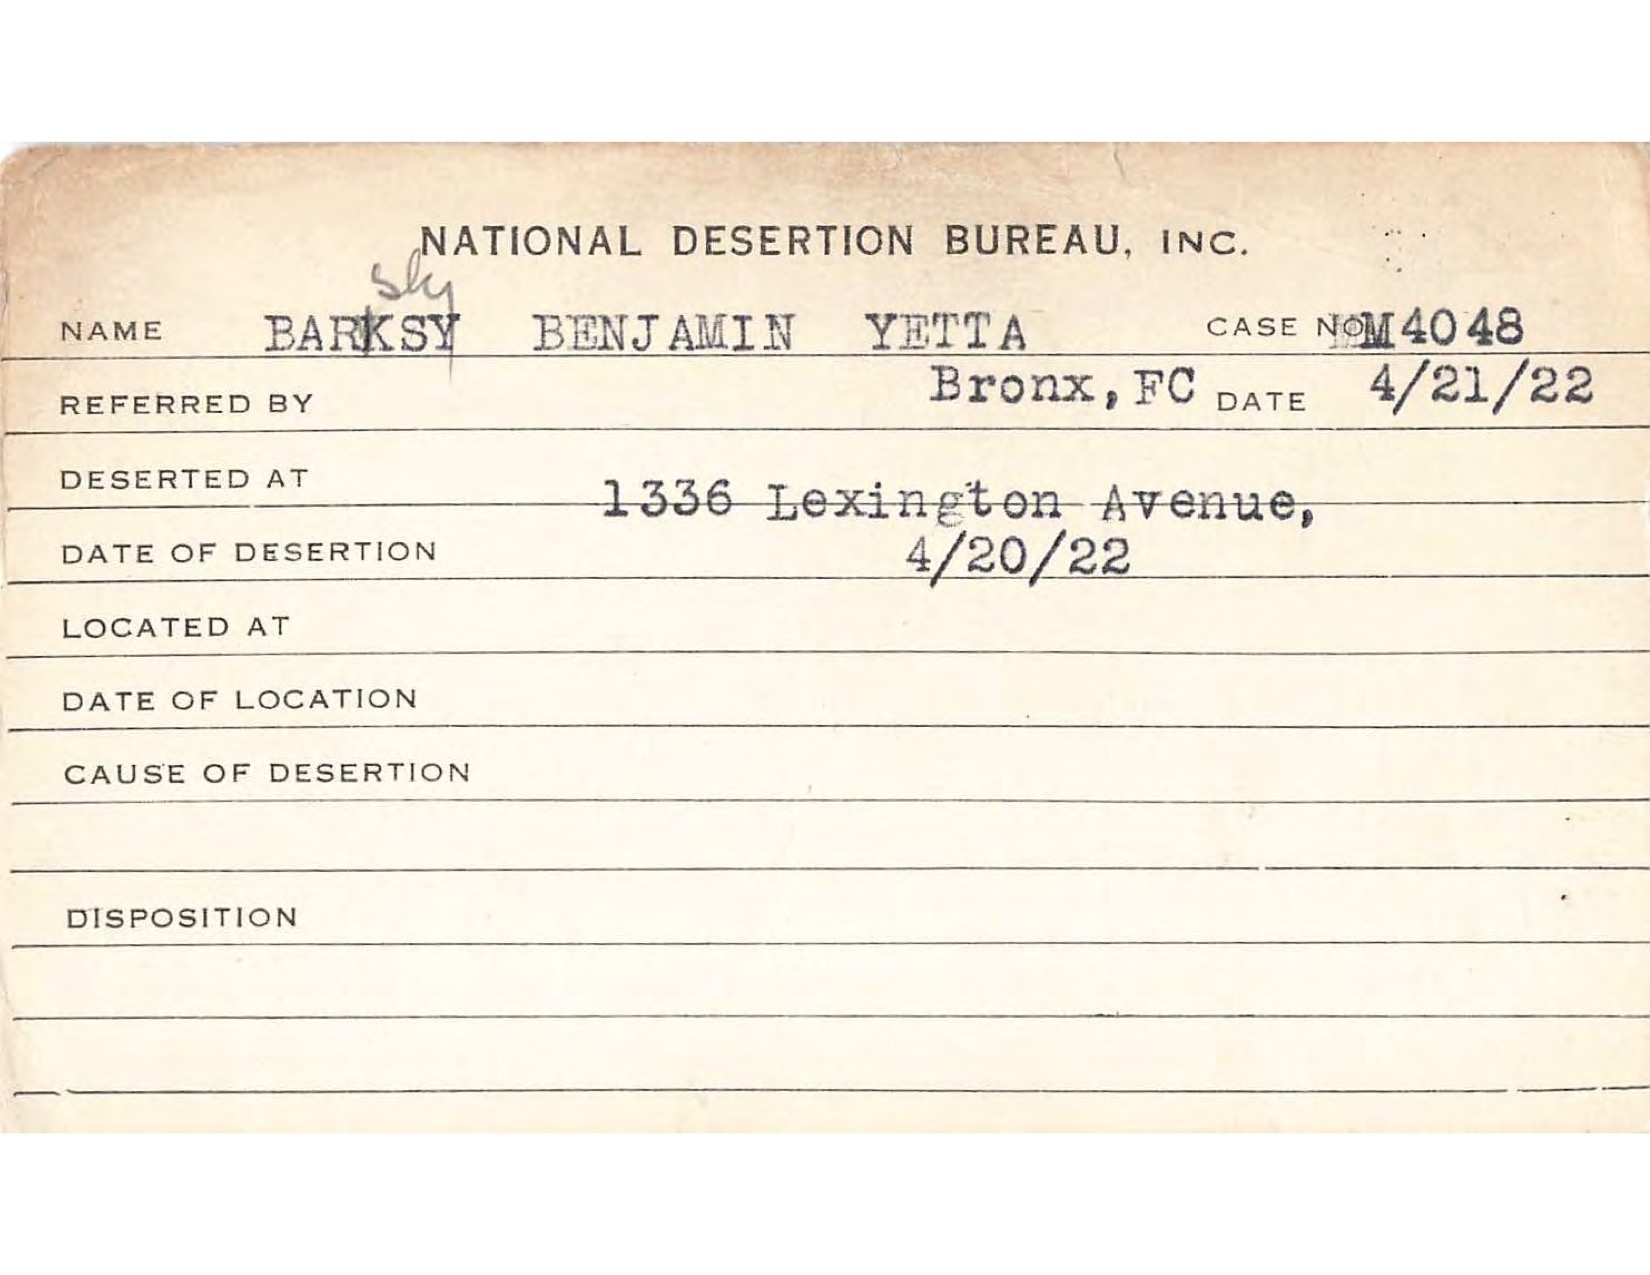 NATIONAL DESERTION BUREAU, INC.
sky
NAME BARKSY BENJAMIN YETTA CASE NO. M4048
REFERRED BY Bronx, FC DATE 4/21/22
DESERTED AT 1336 Lexington Avenue,
DATE OF DESERTION 4/20/22
LOCATED AT
DATE OF LOCATION
CAUSE OF DESERTION
DISPOSITION